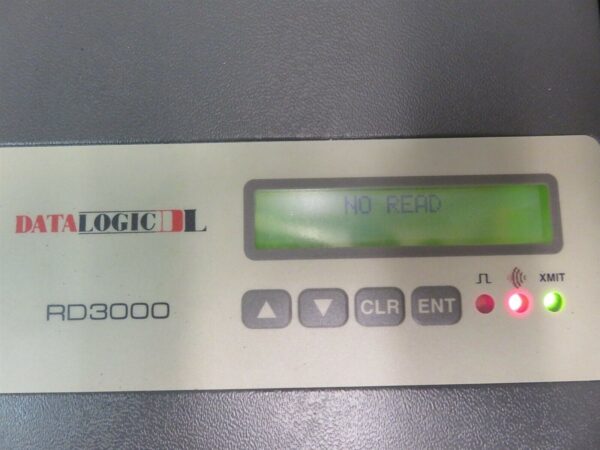 DATALOGIC DL
NO READ
RD3000
CLR ENT
XMIT